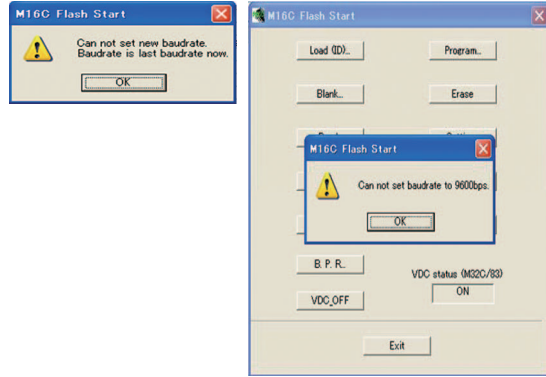 M16C Flash Start
Can not set new baudrate.
Baudrate is last baudrate now.
OK
M16C Flash Start
Load (ID)...
Program...
Blank...
Erase
M16C Flash Start
Can not set baudrate to 9600bps.
OK
B. P. R...
VDC status (M32C/83)
VDC_OFF
ON
Exit